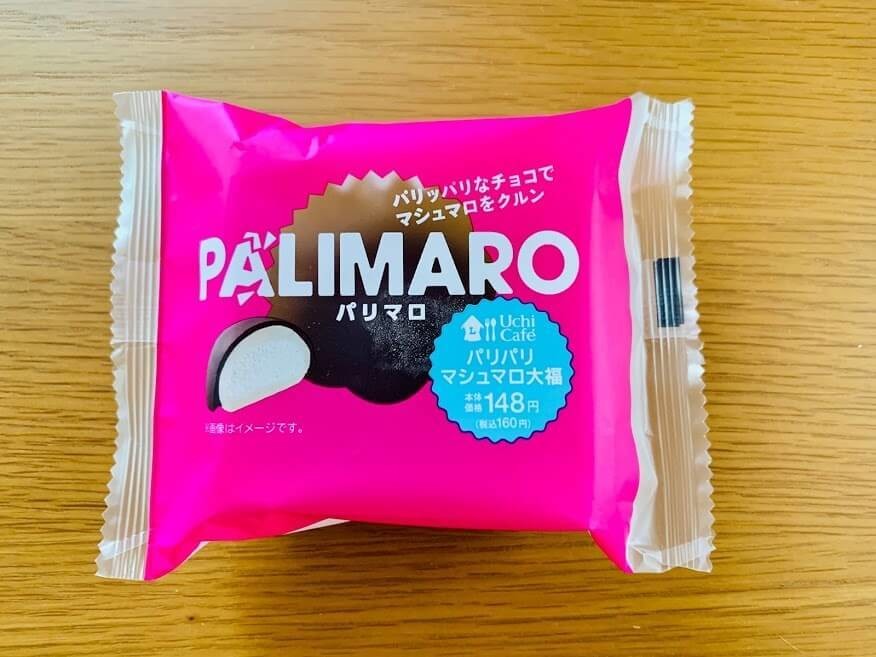 パリッパリなチョコで
マシュマロをクルン
PALIMARO
パリマロ
L
Uchi
Café
パリパリ
マシュマロ大福
本体
価格 148円
(税込160円)
※画像はイメージです。